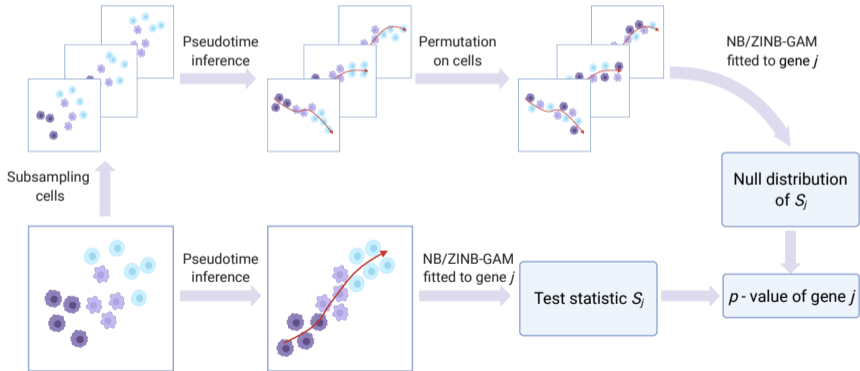 Pseudotime
inference
Permutation
on cells
NB/ZINB-GAM
fitted to gene j
Subsampling
cells
Null distribution
of Sj
Pseudotime
inference
NB/ZINB-GAM
fitted to gene j
Test statistic Sj
p - value of gene j